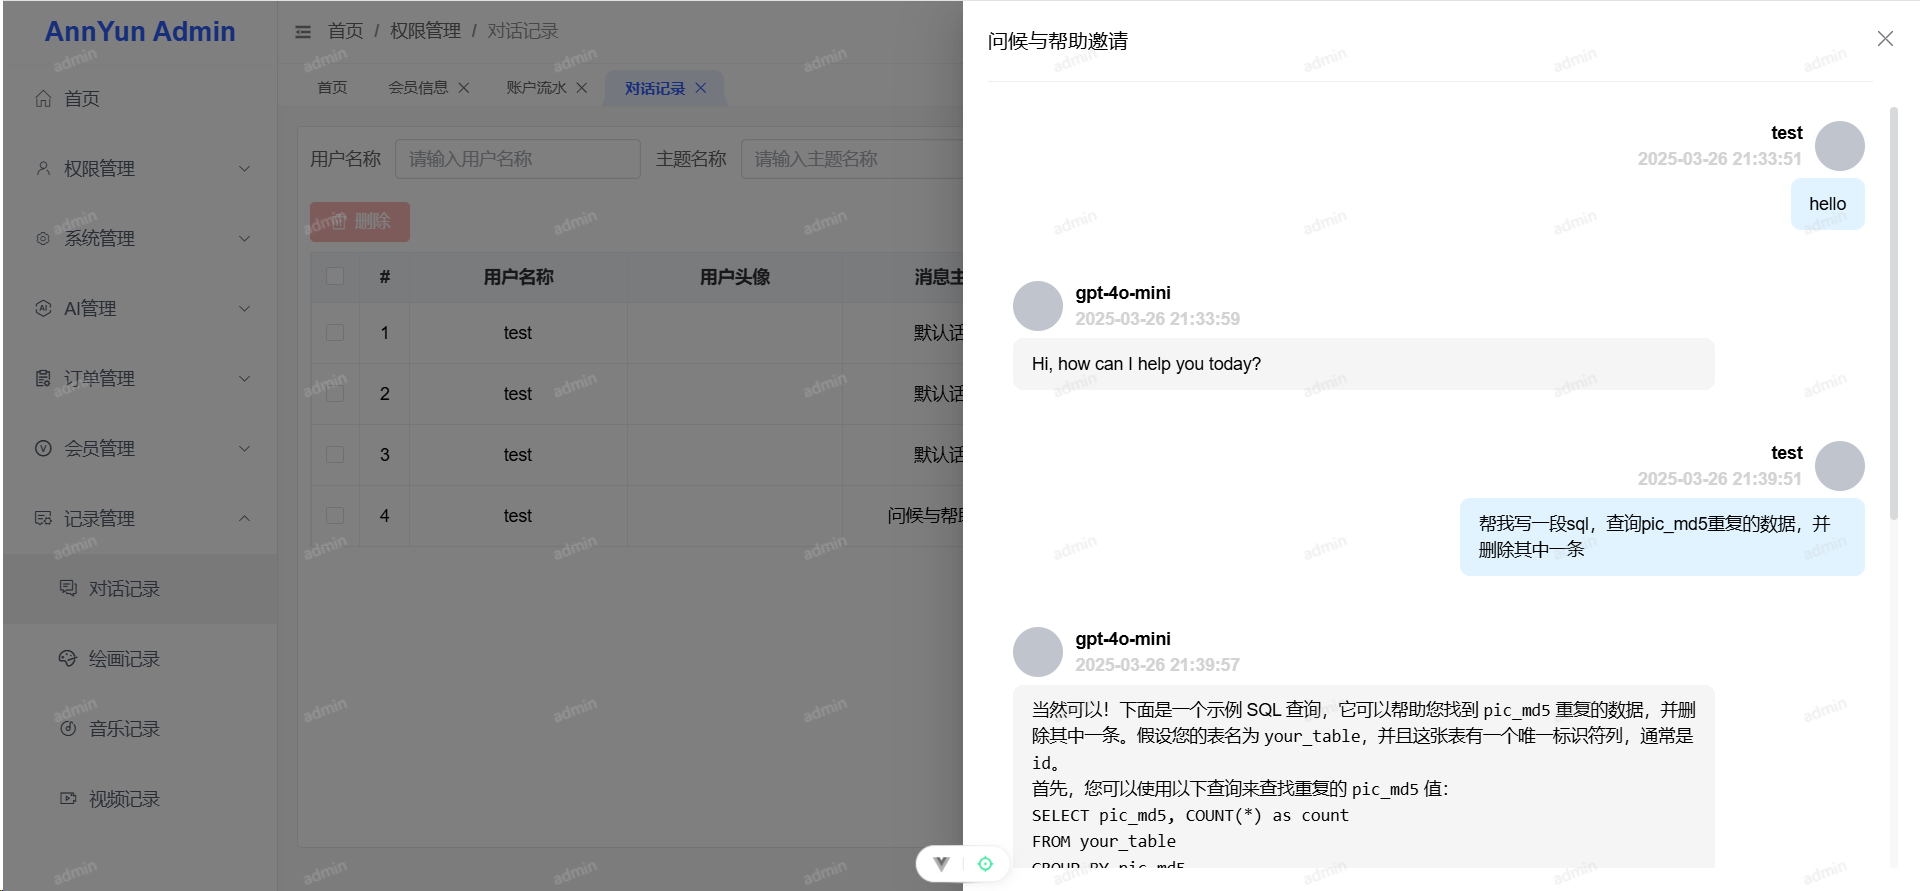 AnnYun Admin
首页
权限管理
系统管理
AI管理
订单管理
会员管理
记录管理
对话记录
绘画记录
音乐记录
视频记录
首页 / 权限管理 / 对话记录
首页 会员信息 账户流水 对话记录
用户名称 请输入用户名称 主题名称 请输入主题名称
删除
# 用户名称 用户头像 消息主
1 test 默认话
2 test 默认话
3 test 默认话
4 test 问候与帮助
问候与帮助邀请
test
2025-03-26 21:33:51
hello
gpt-4o-mini
2025-03-26 21:33:59
Hi, how can I help you today?
test
2025-03-26 21:39:51
帮我写一段sql，查询pic_md5重复的数据，并
删除其中一条
gpt-4o-mini
2025-03-26 21:39:57
当然可以！下面是一个示例 SQL 查询，它可以帮助您找到 pic_md5 重复的数据，并删
除其中一条。假设您的表名为 your_table，并且这张表有一个唯一标识符列，通常是
id。
首先，您可以使用以下查询来查找重复的 pic_md5 值：
SELECT pic_md5, COUNT(*) as count
FROM your_table
GROUP BY pic_md5
admin